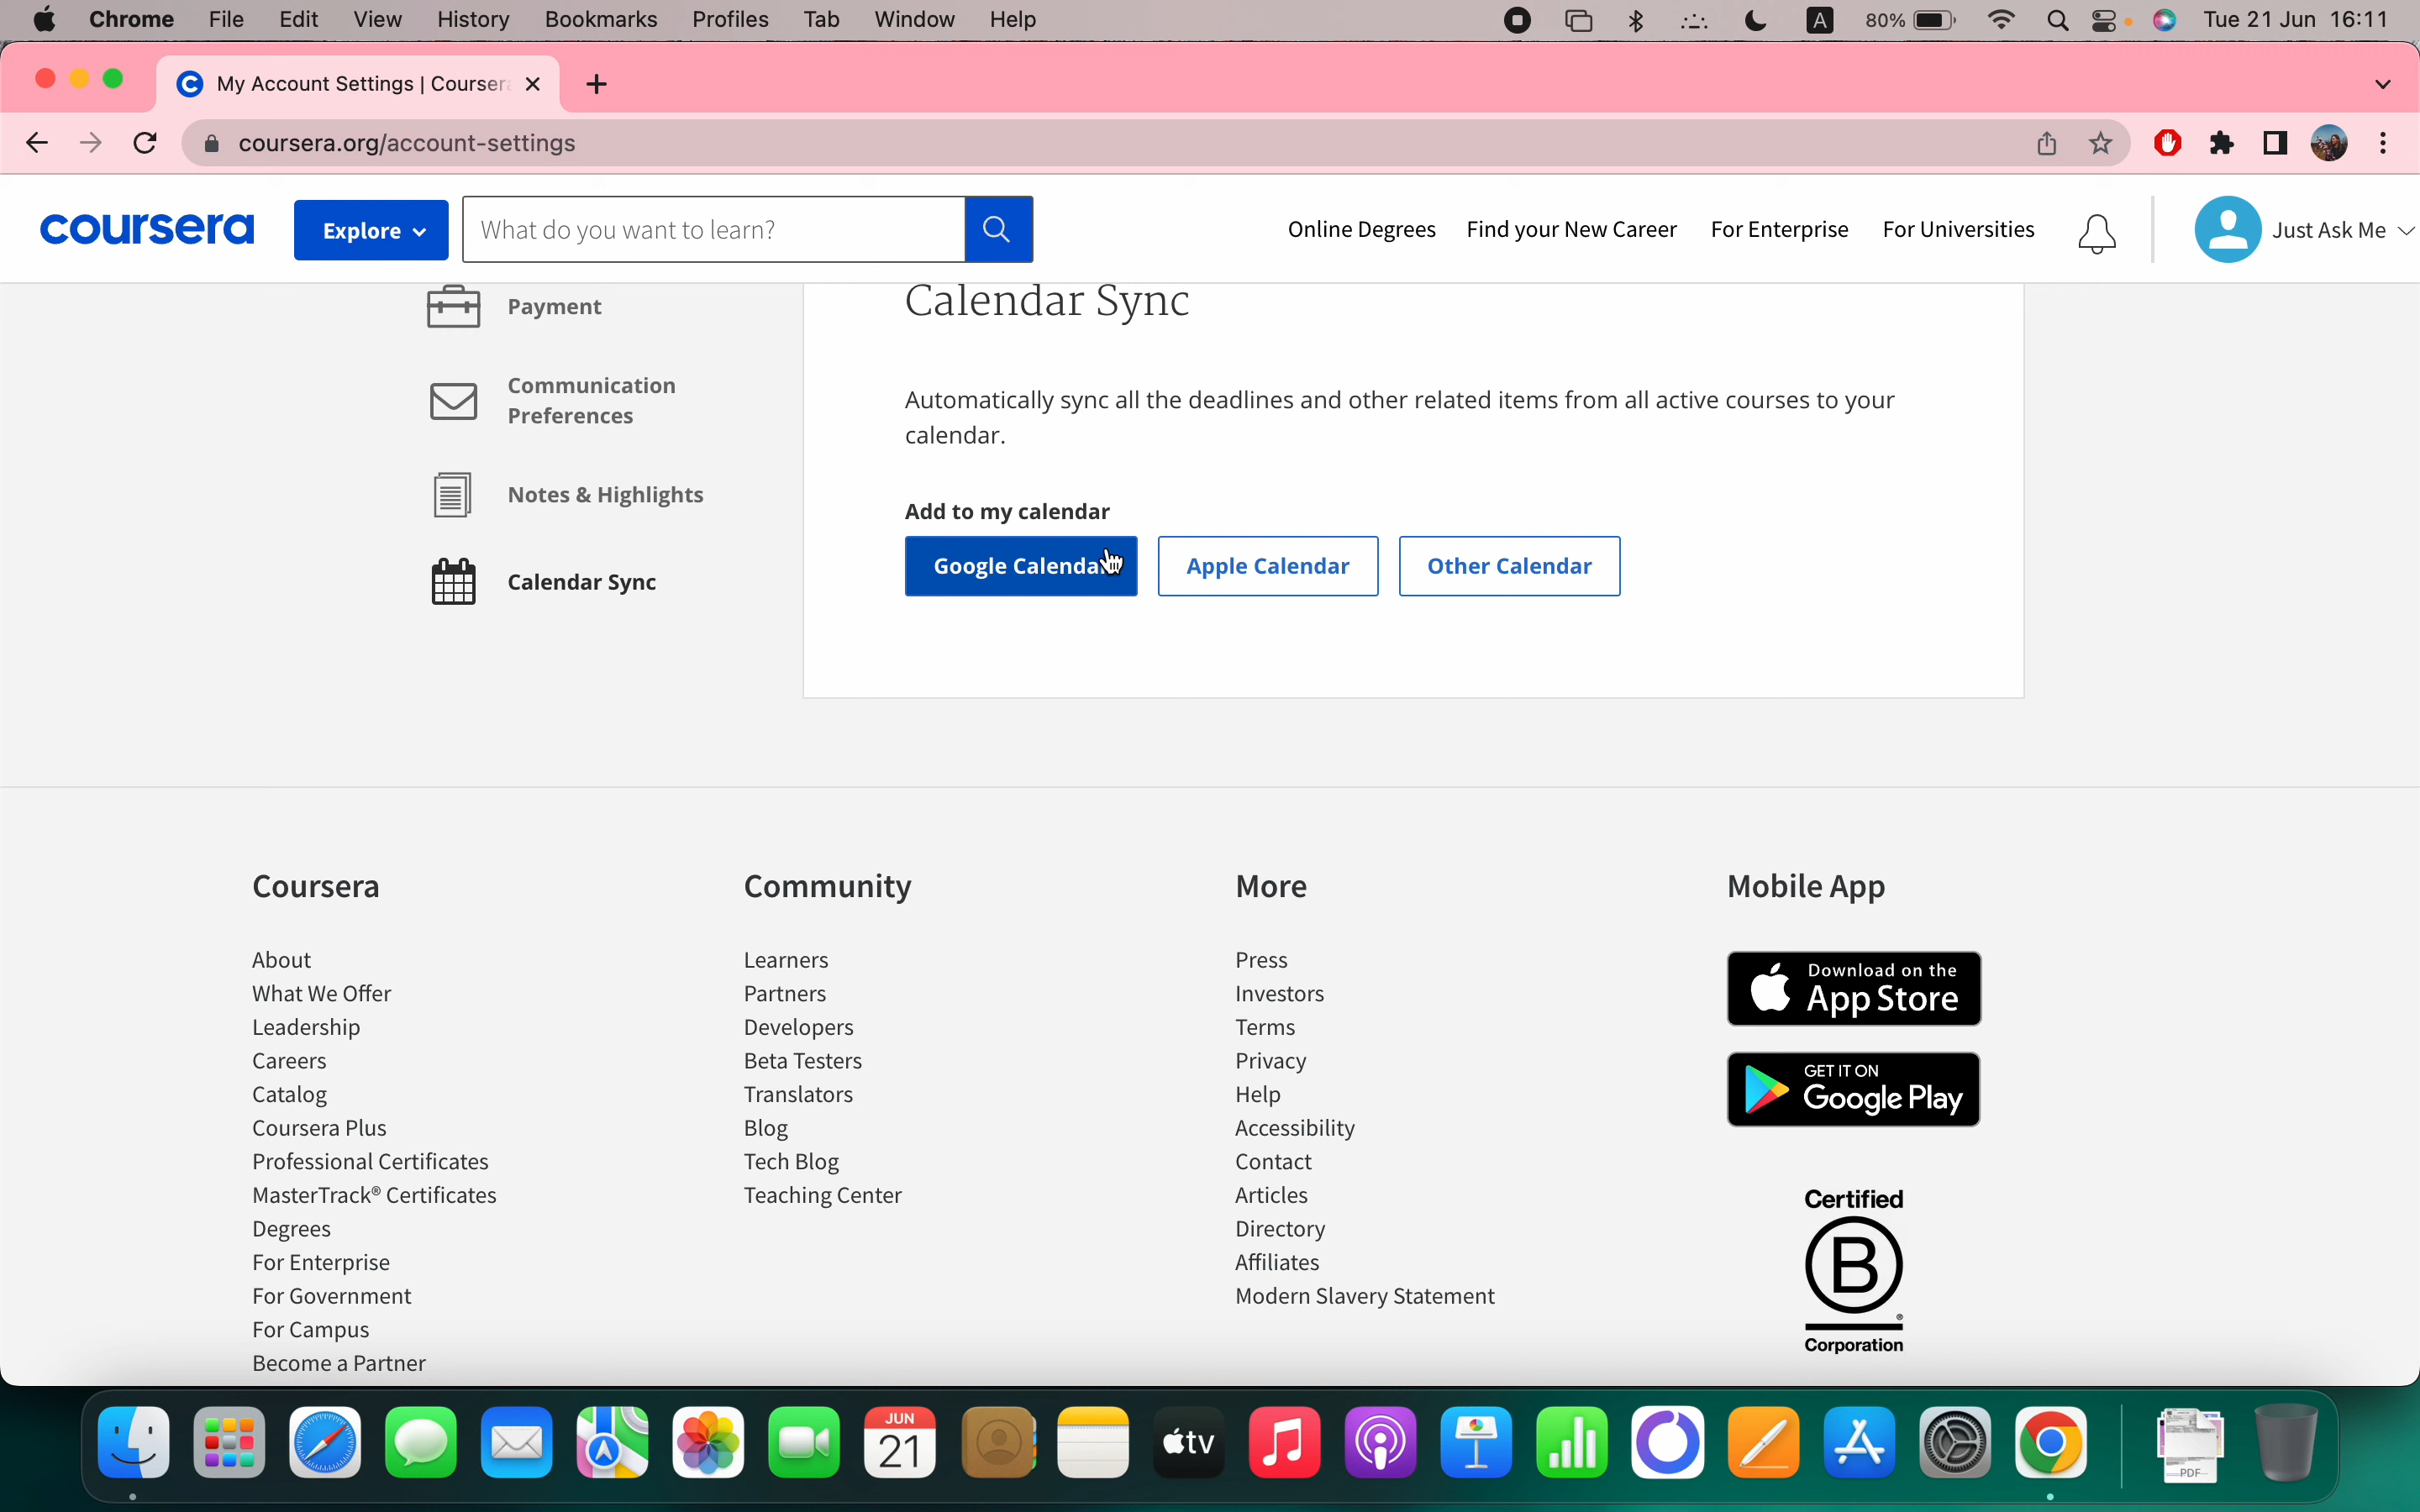 Chrome File Edit View History Bookmarks Profiles Tab Window Help A 80% Tue 21 Jun 16:11
My Account Settings | Courser
coursera.org/account-settings
coursera Explore What do you want to learn? Online Degrees Find your New Career For Enterprise For Universities Just Ask Me
Payment
Communication
Preferences
Notes & Highlights
Calendar Sync
Calendar Sync
Automatically sync all the deadlines and other related items from all active courses to your
calendar.
Add to my calendar
Google Calendar Apple Calendar Other Calendar
Coursera
About
What We Offer
Leadership
Careers
Catalog
Coursera Plus
Professional Certificates
MasterTrack® Certificates
Degrees
For Enterprise
For Government
For Campus
Become a Partner
Community
Learners
Partners
Developers
Beta Testers
Translators
Blog
Tech Blog
Teaching Center
More
Press
Investors
Terms
Privacy
Help
Accessibility
Contact
Articles
Directory
Affiliates
Modern Slavery Statement
Mobile App
Download on the
App Store
GET IT ON
Google Play
Certified
B
®
Corporation
JUN
21
tv
PDF